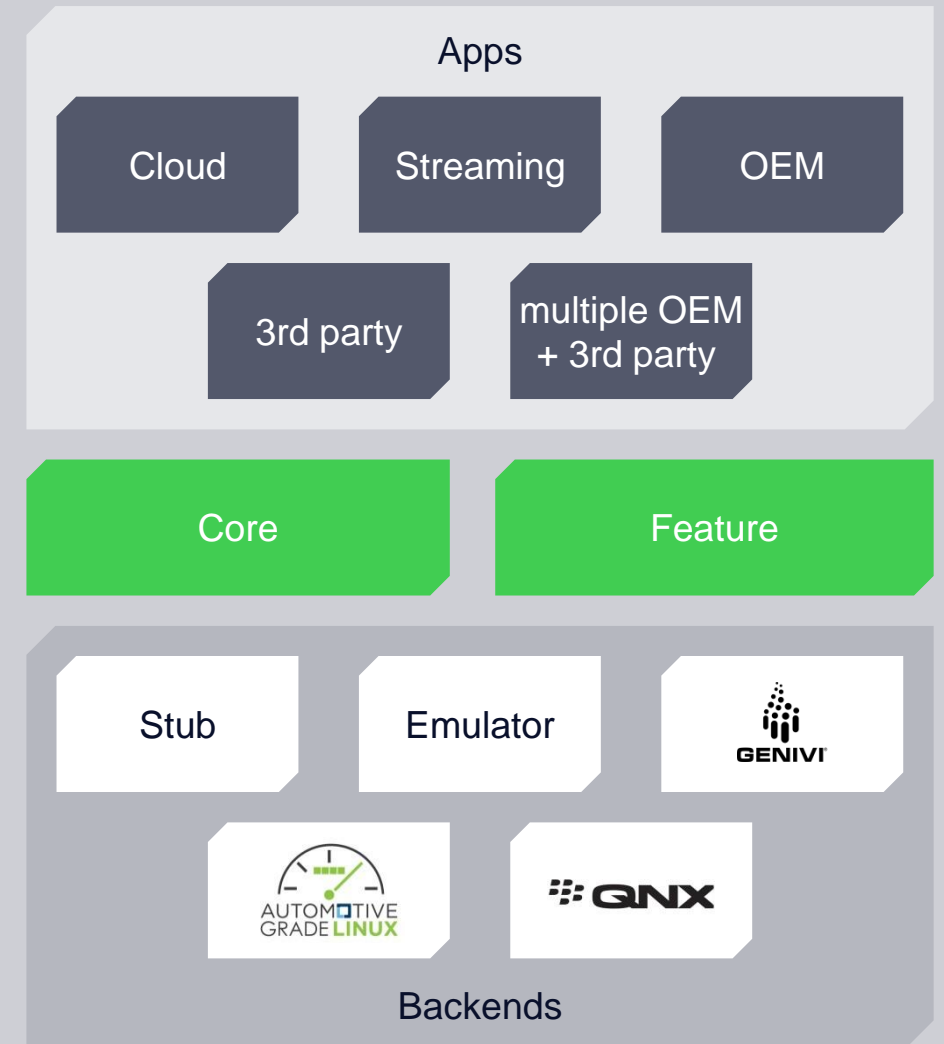 Apps
Cloud
Streaming
OEM
3rd party
multiple OEM
+ 3rd party
Core
Feature
Stub
Emulator
GENIVI
AUTOMOTIVE
GRADE LINUX
QNX
Backends